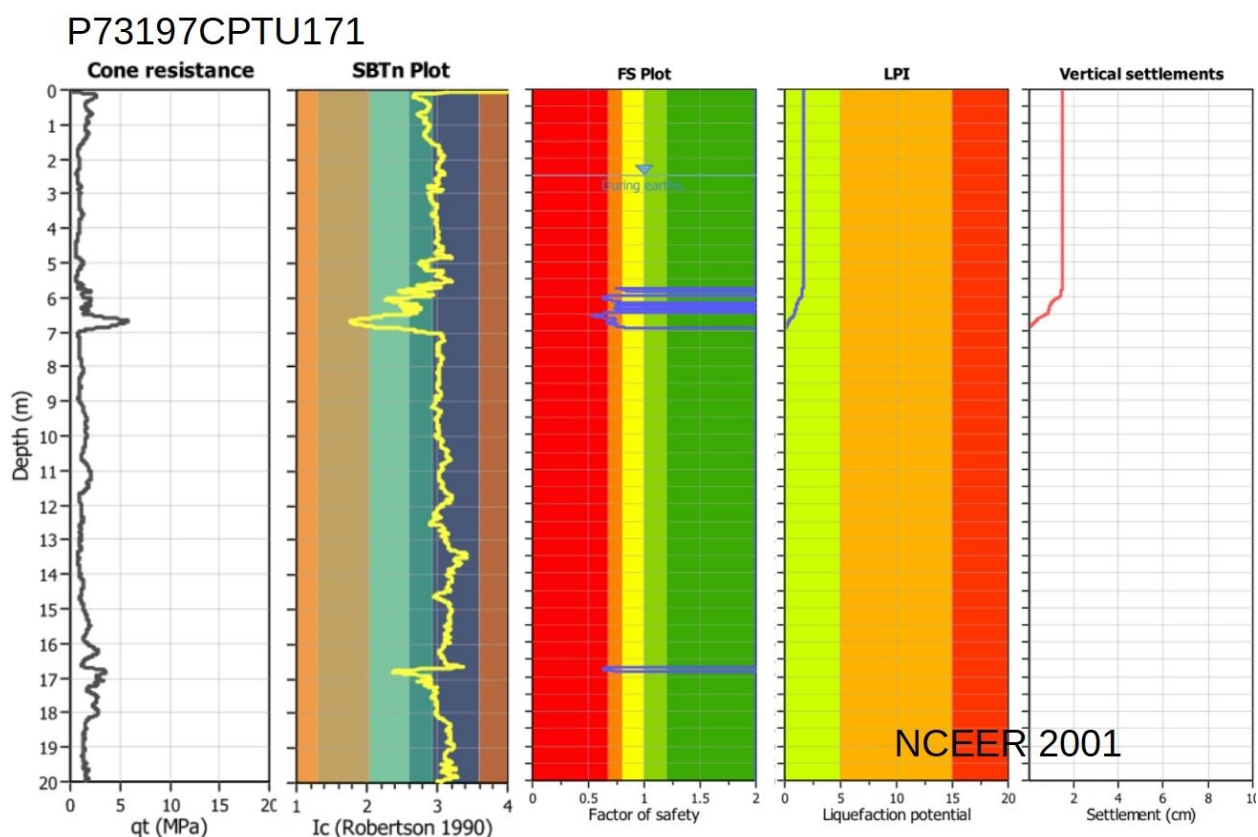 P73197CPTU171
Cone resistance
SBTn Plot
FS Plot
LPI
Vertical settlements
During earthq.
Depth (m)
0
1
2
3
4
5
6
7
8
9
10
11
12
13
14
15
16
17
18
19
20
NCEER 2001
0 5 10 15 20
1 2 3 4
0 0.5 1 1.5 2
0 5 10 15 20
2 4 6 8 10
qt (MPa)
Ic (Robertson 1990)
Factor of safety
Liquefaction potential
Settlement (cm)